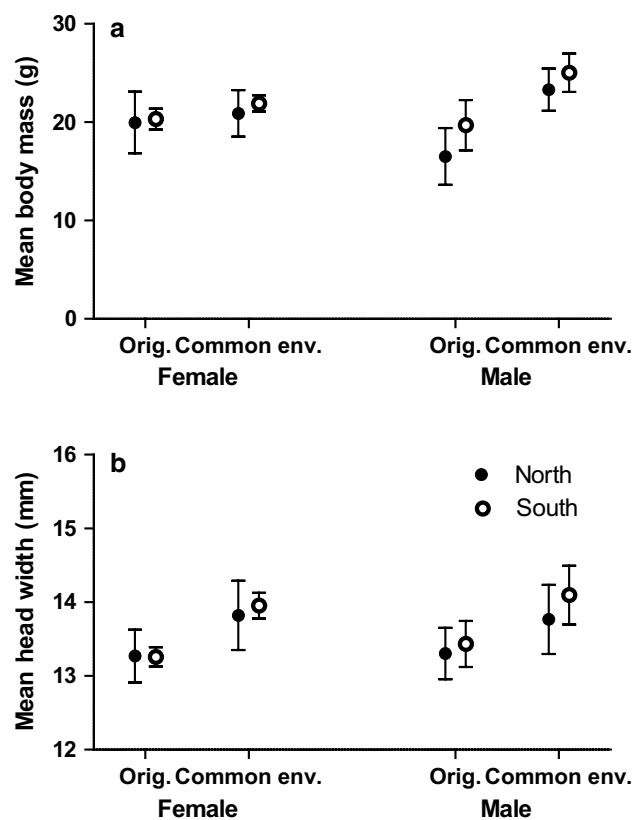 a
Mean body mass (g)
30
20
10
0
Orig. Common env. Orig. Common env.
Female Male
b
Mean head width (mm)
16
15
14
13
12
North
South
Orig. Common env. Orig. Common env.
Female Male